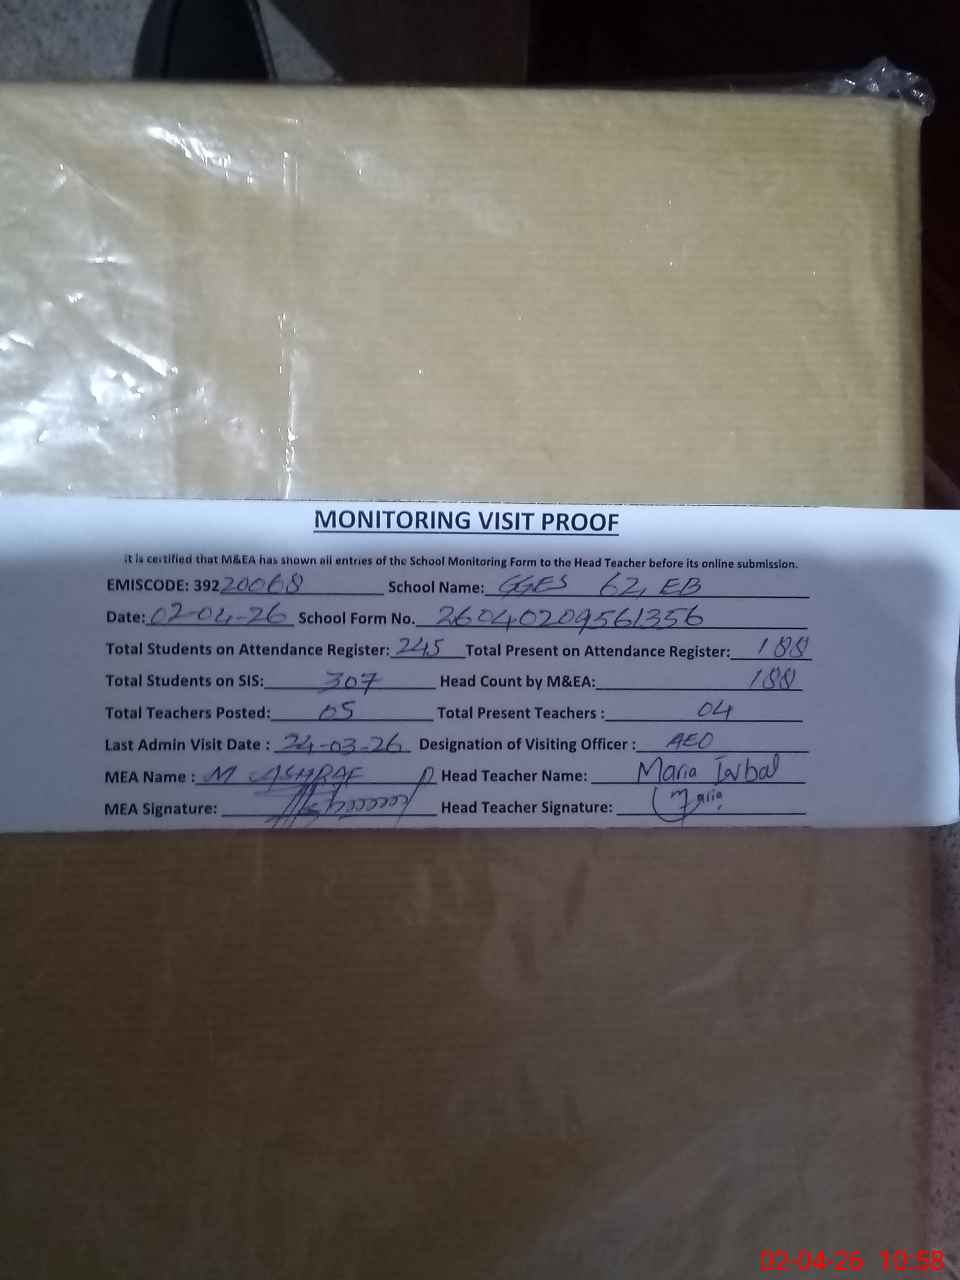 MONITORING VISIT PROOF
It is certified that M&EA has shown all entries of the School Monitoring Form to the Head Teacher before its online submission.
EMISCODE: 39220068 School Name: GGES 62, EB
Date: 02-04-26 School Form No. 26040209561356
Total Students on Attendance Register: 245 Total Present on Attendance Register: 188
Total Students on SIS: 307 Head Count by M&EA: 188
Total Teachers Posted: 05 Total Present Teachers : 04
Last Admin Visit Date : 24-03-26 Designation of Visiting Officer : AEO
MEA Name : M ASHRAF Head Teacher Name: Maria Iqbal
MEA Signature: Head Teacher Signature: Maria
02-04-26 10:58